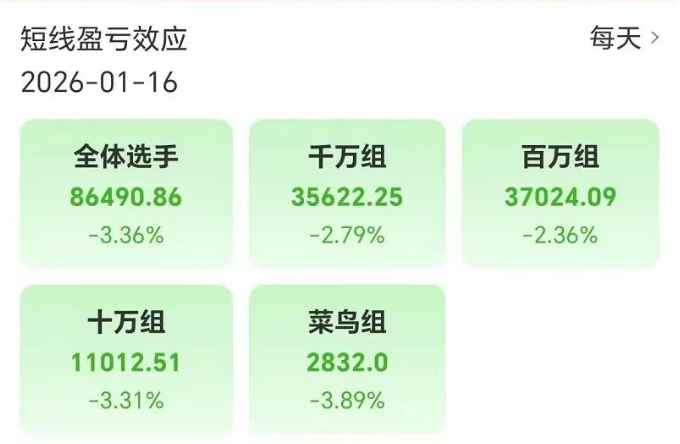 短线盈亏效应
每天 >
2026-01-16
全体选手
86490.86
-3.36%
千万组
35622.25
-2.79%
百万组
37024.09
-2.36%
十万组
11012.51
-3.31%
菜鸟组
2832.0
-3.89%